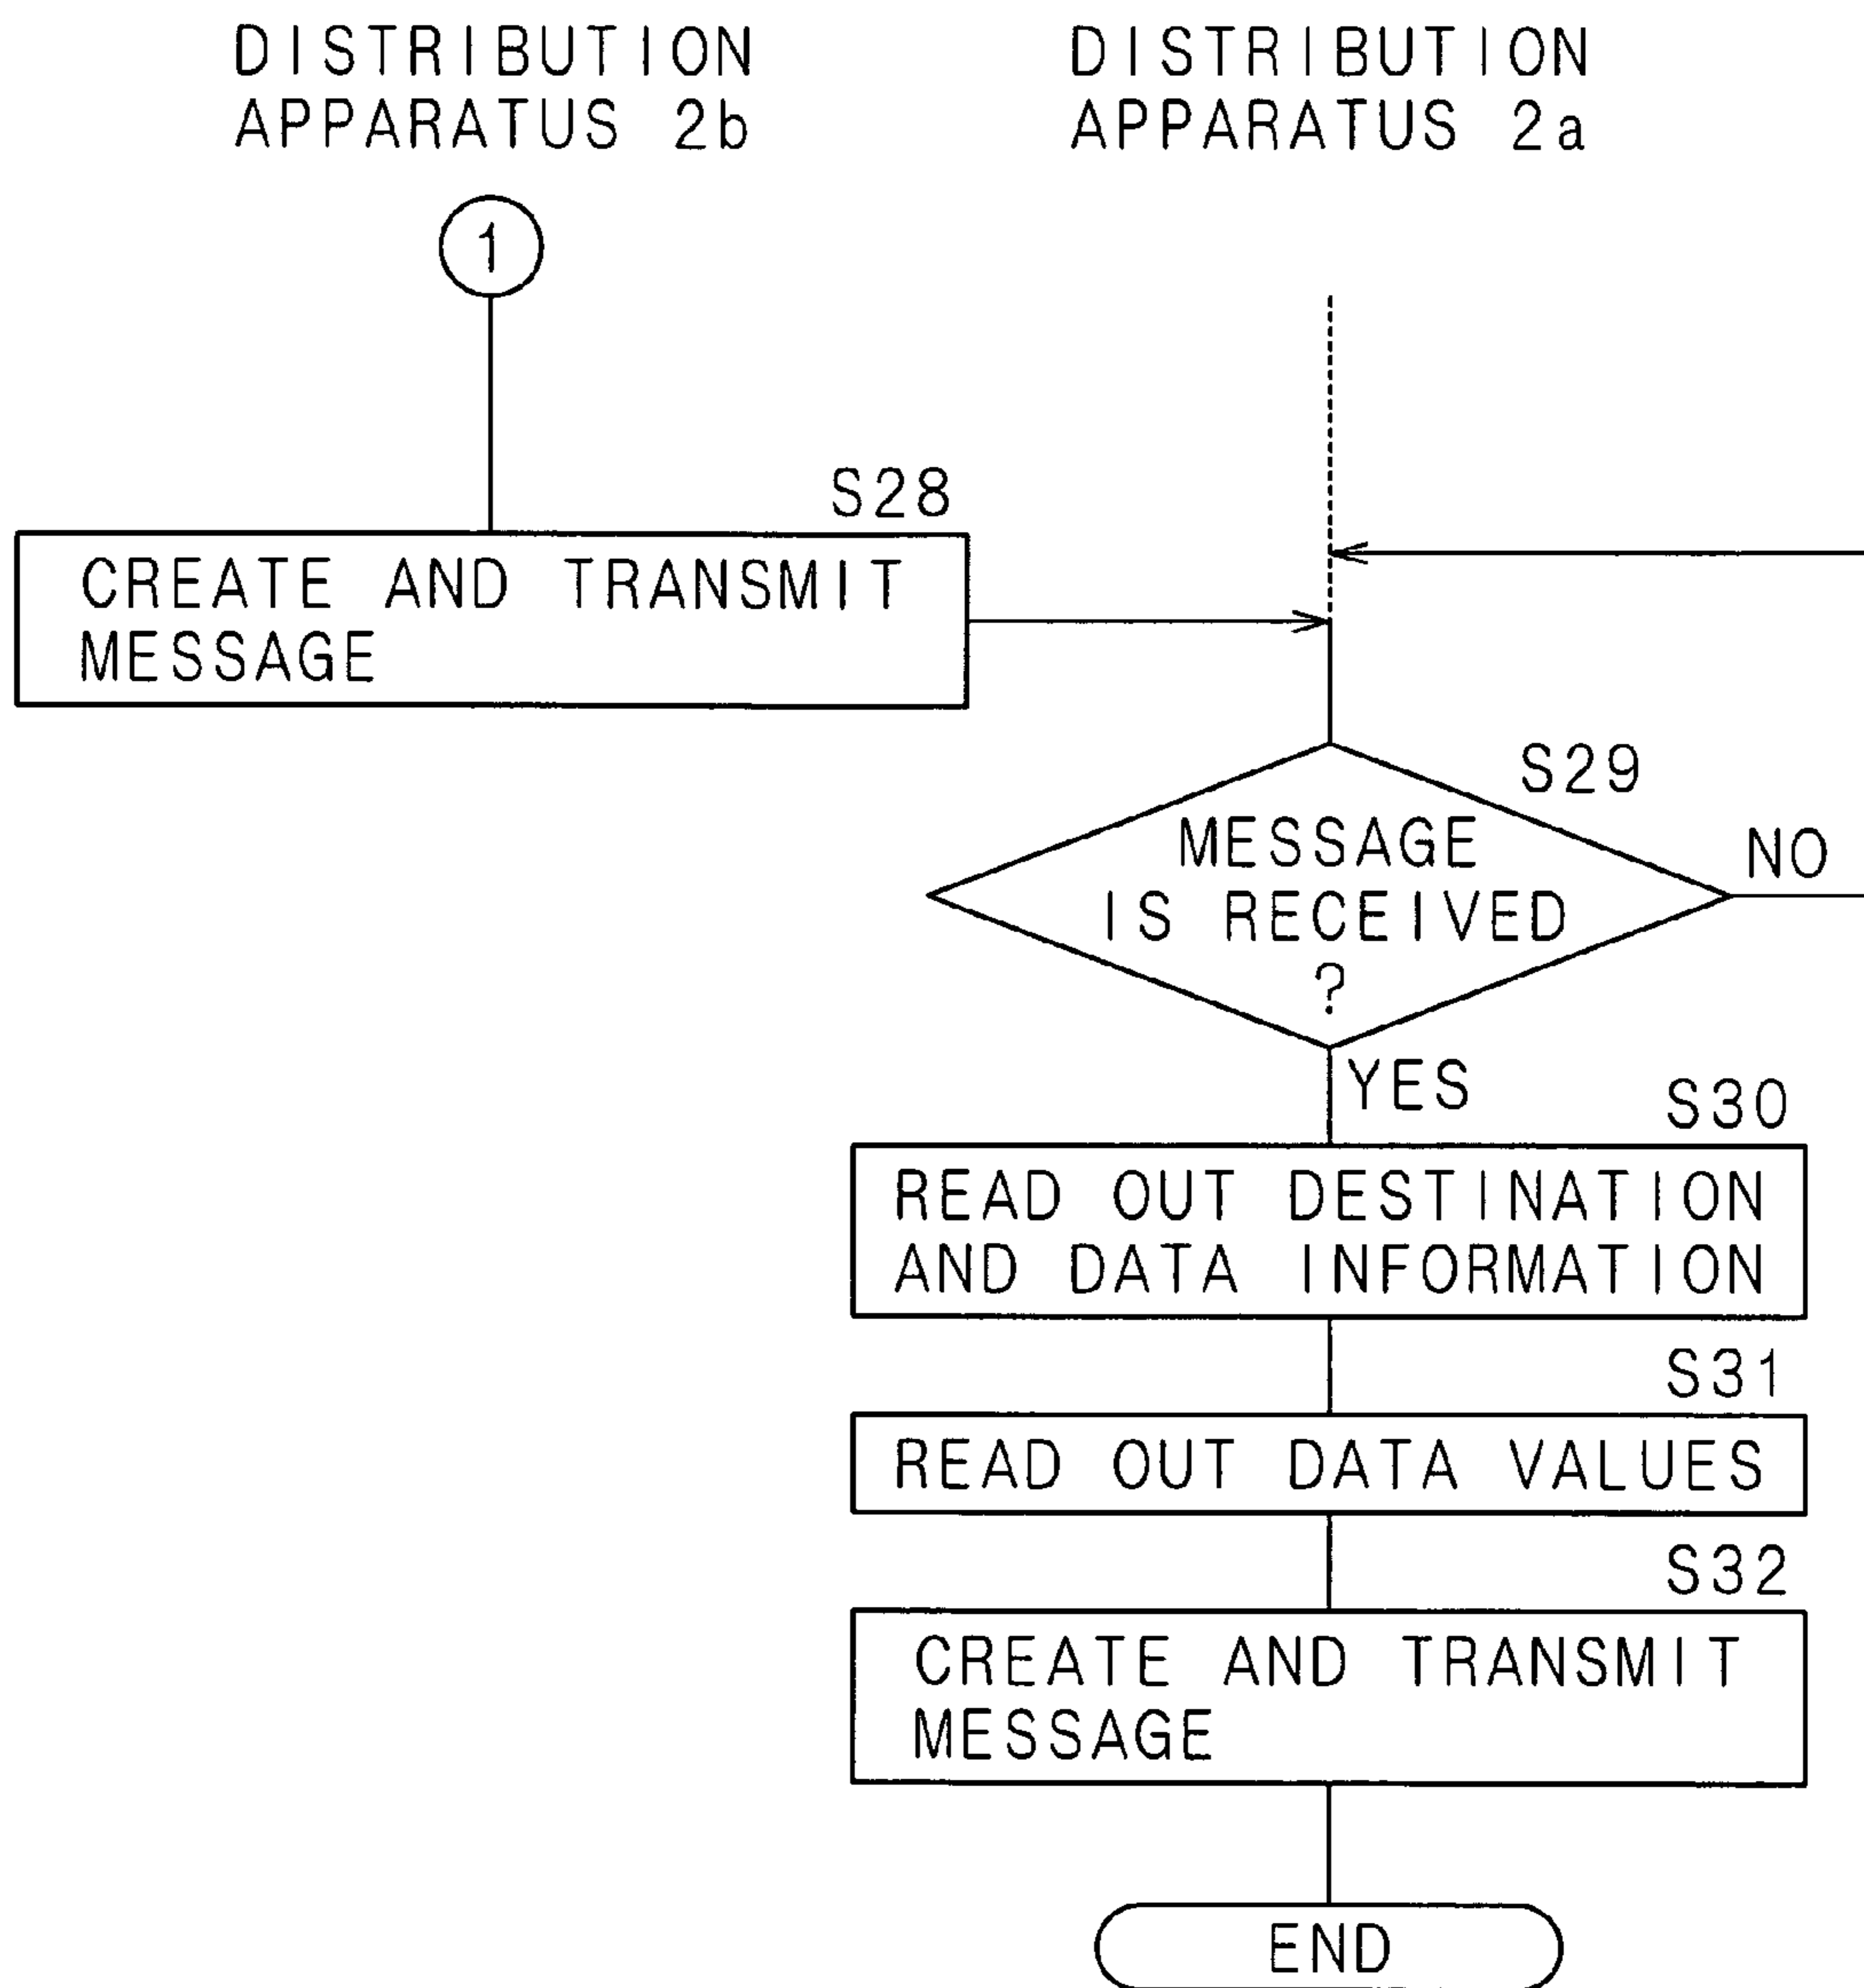 DISTRIBUTION
APPARATUS 2b
DISTRIBUTION
APPARATUS 2a
1
S28
CREATE AND TRANSMIT
MESSAGE
S29
MESSAGE
IS RECEIVED
?
NO
YES
S30
READ OUT DESTINATION
AND DATA INFORMATION
S31
READ OUT DATA VALUES
S32
CREATE AND TRANSMIT
MESSAGE
END